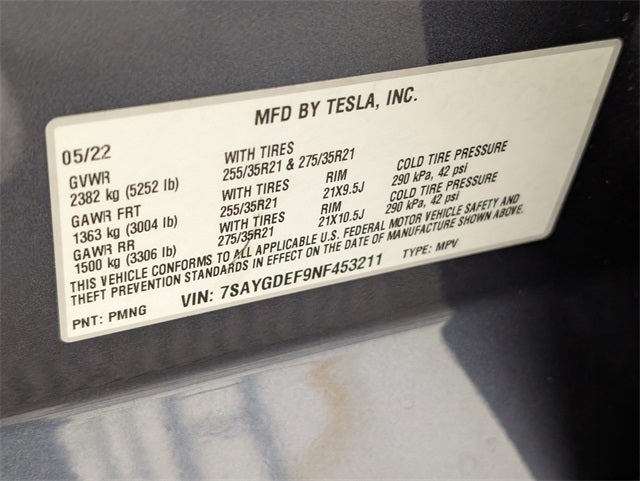 MFD BY TESLA, INC.
05/22
GVWR WITH TIRES
2382 kg (5252 lb) 255/35R21 & 275/35R21
GAWR FRT WITH TIRES RIM COLD TIRE PRESSURE
1363 kg (3004 lb) 255/35R21 21X9.5J 290 kPa, 42 psi
GAWR RR WITH TIRES RIM COLD TIRE PRESSURE
1500 kg (3306 lb) 275/35R21 21X10.5J 290 kPa, 42 psi
THIS VEHICLE CONFORMS TO ALL APPLICABLE U.S. FEDERAL MOTOR VEHICLE SAFETY AND
THEFT PREVENTION STANDARDS IN EFFECT ON THE DATE OF MANUFACTURE SHOWN ABOVE.
PNT: PMNG VIN: 7SAYGDEF9NF453211 TYPE: MPV